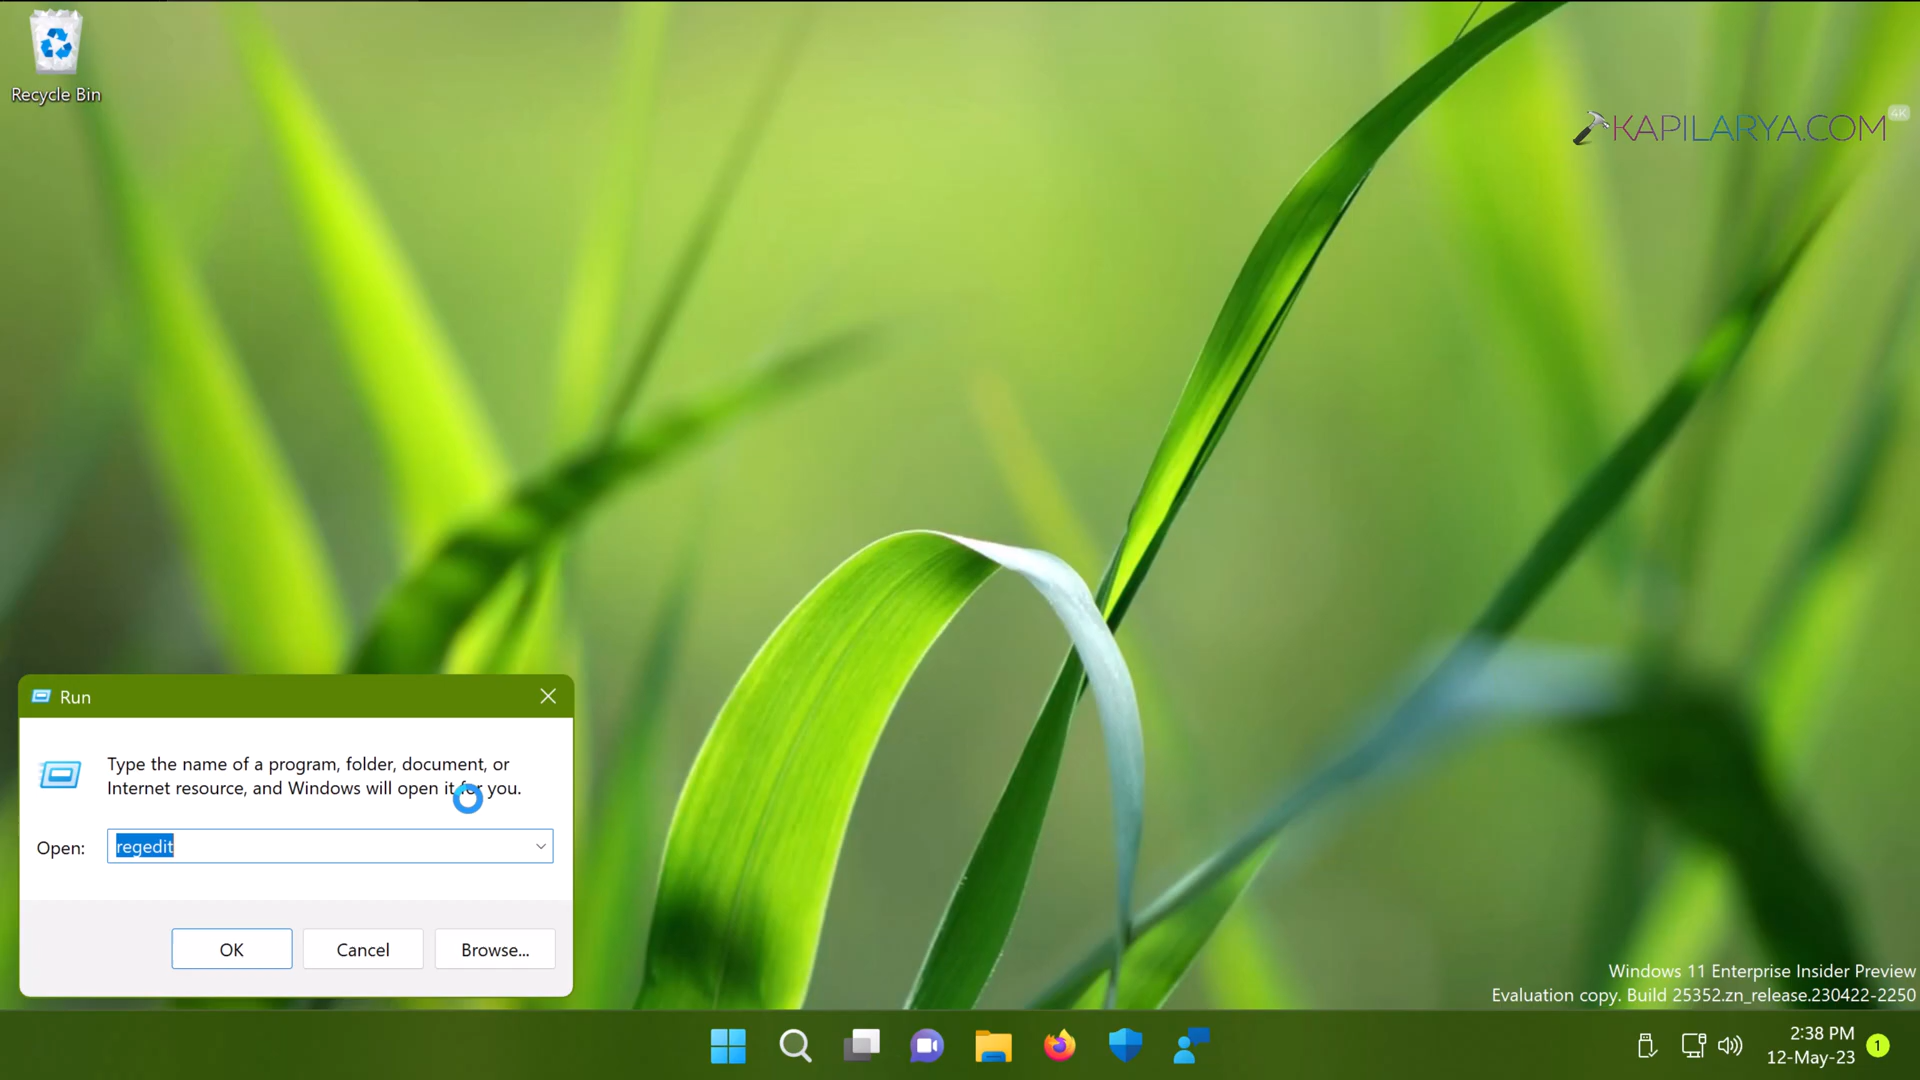 Recycle Bin
KAPILARYA.COM
4K
Run
Type the name of a program, folder, document, or
Internet resource, and Windows will open it for you.
Open:
regedit
OK
Cancel
Browse...
Windows 11 Enterprise Insider Preview
Evaluation copy. Build 25352.zn_release.230422-2250
2:38 PM
12-May-23
1